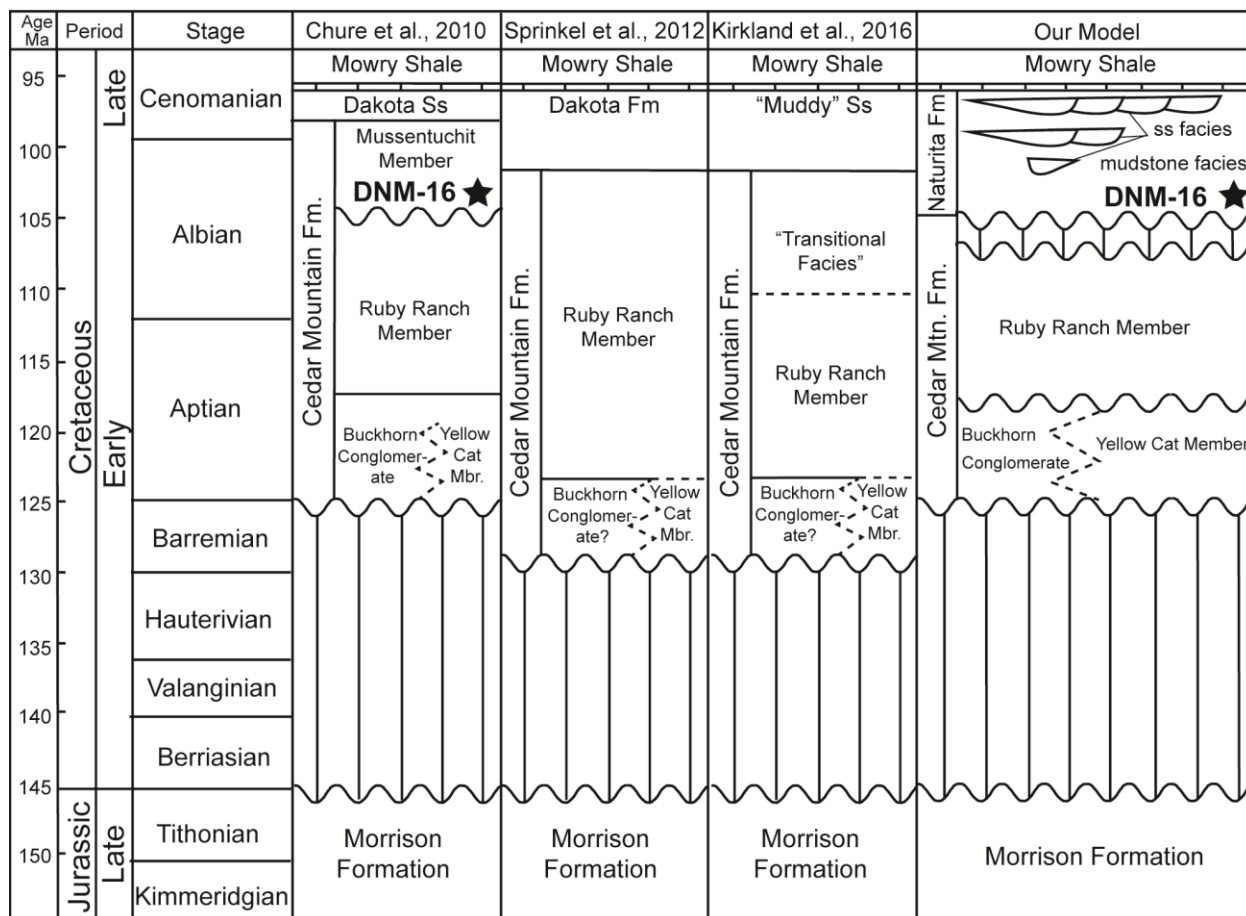 Age Ma Period Stage Chure et al., 2010 Sprinkel et al., 2012 Kirkland et al., 2016 Our Model
95
100
105
110
115
120
125
130
135
140
145
150
Cretaceous
Jurassic
Late
Early
Late
Cenomanian
Albian
Aptian
Barremian
Hauterivian
Valanginian
Berriasian
Tithonian
Kimmeridgian
Mowry Shale
Dakota Ss
Cedar Mountain Fm.
Mussentuchit
Member
DNM-16
Ruby Ranch
Member
Buckhorn
Conglomer-
ate
Yellow
Cat
Mbr.
Morrison
Formation
Mowry Shale
Dakota Fm
Cedar Mountain Fm.
Ruby Ranch
Member
Buckhorn
Conglomer-
ate?
Yellow
Cat
Mbr.
Morrison
Formation
Mowry Shale
"Muddy" Ss
Cedar Mountain Fm.
"Transitional
Facies"
Ruby Ranch
Member
Buckhorn
Conglomer-
ate?
Yellow
Cat
Mbr.
Morrison
Formation
Mowry Shale
Naturita Fm
ss facies
mudstone facies
DNM-16
Cedar Mtn. Fm.
Ruby Ranch Member
Buckhorn
Conglomerate
Yellow Cat Member
Morrison Formation